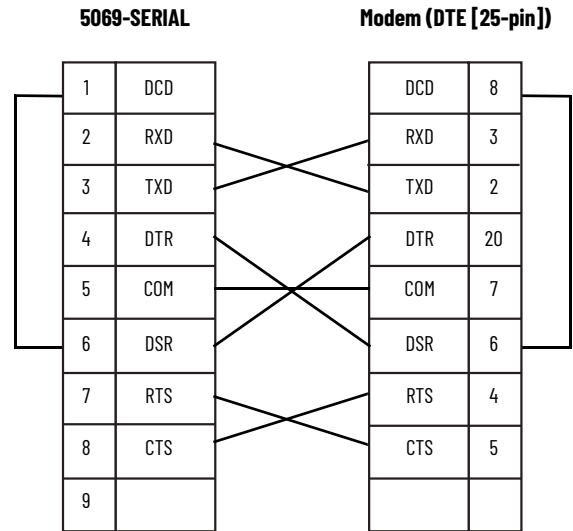 5069-SERIAL Modem (DTE [25-pin])
1 DCD DCD 8
2 RXD RXD 3
3 TXD TXD 2
4 DTR DTR 20
5 COM COM 7
6 DSR DSR 6
7 RTS RTS 4
8 CTS CTS 5
9